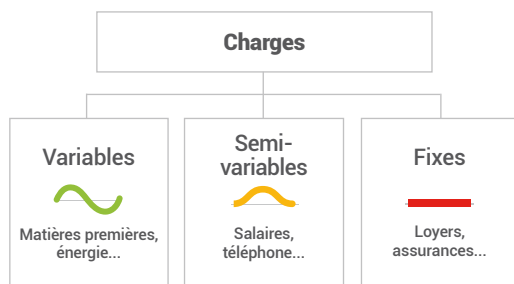 Charges
Variables
Matières premières,
énergie...
Semi-
variables
Salaires,
téléphone...
Fixes
Loyers,
assurances...